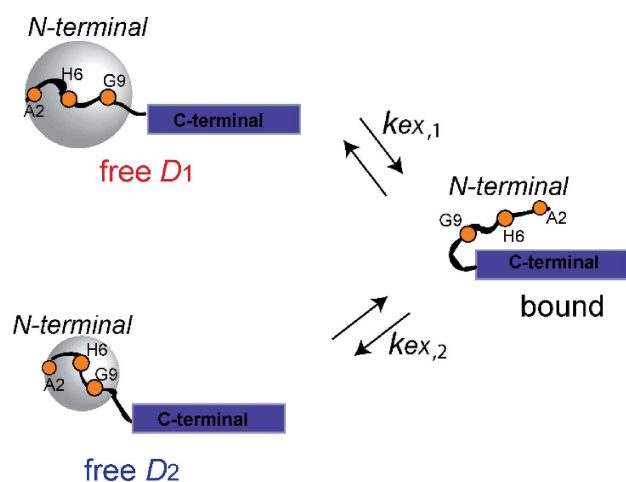 N-terminal
H6
G9
A2
C-terminal
free D1
kex,1
N-terminal
G9
H6
A2
C-terminal
bound
N-terminal
H6
G9
A2
C-terminal
free D2
kex,2